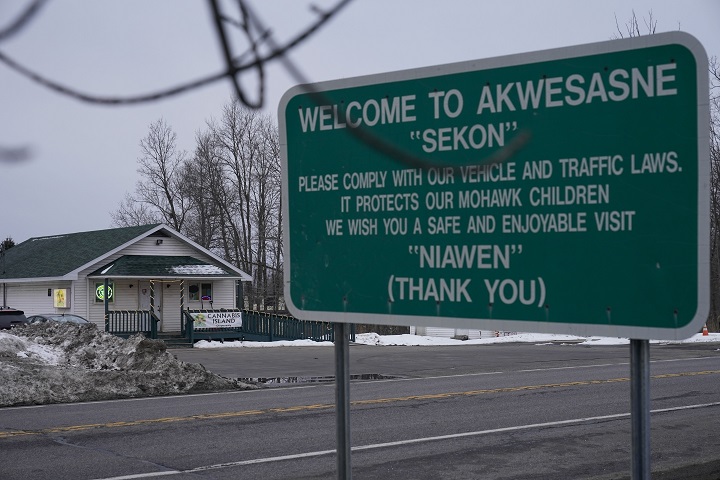 WELCOME TO AKWESASNE
"SEKON"
PLEASE COMPLY WITH OUR VEHICLE AND TRAFFIC LAWS.
IT PROTECTS OUR MOHAWK CHILDREN
WE WISH YOU A SAFE AND ENJOYABLE VISIT
"NIAWEN"
(THANK YOU)
CANNABIS
ISLAND